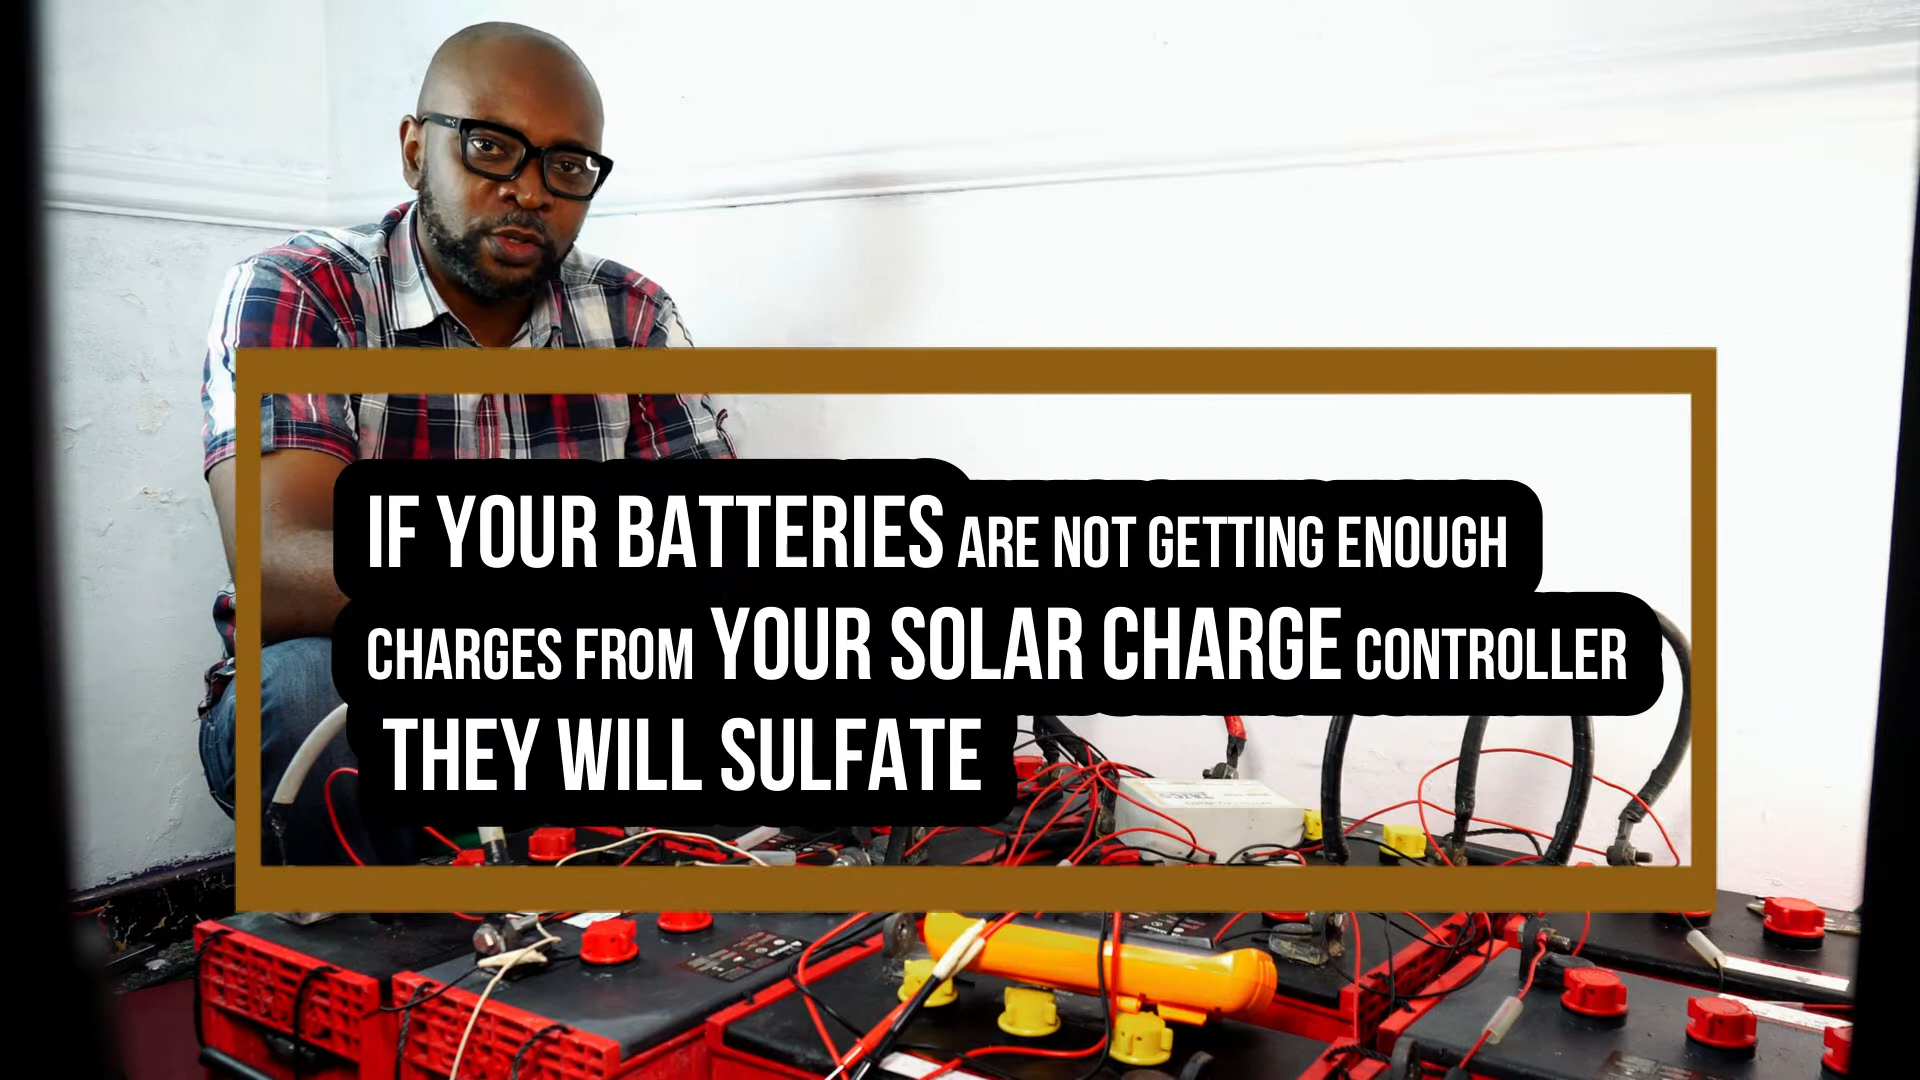 IF YOUR BATTERIES ARE NOT GETTING ENOUGH
CHARGES FROM YOUR SOLAR CHARGE CONTROLLER
THEY WILL SULFATE